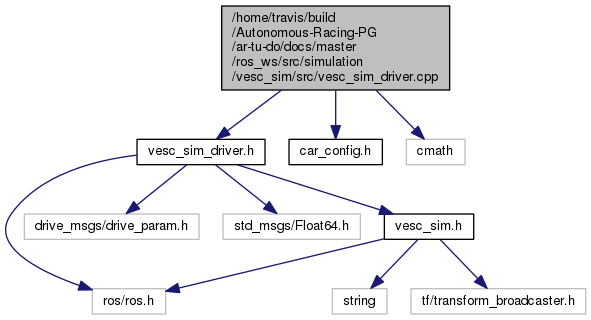 /home/travis/build
/Autonomous-Racing-PG
/ar-tu-do/docs/master
/ros_ws/src/simulation
/vesc_sim/src/vesc_sim_driver.cpp
vesc_sim_driver.h
car_config.h
cmath
drive_msgs/drive_param.h
std_msgs/Float64.h
vesc_sim.h
ros/ros.h
string
tf/transform_broadcaster.h